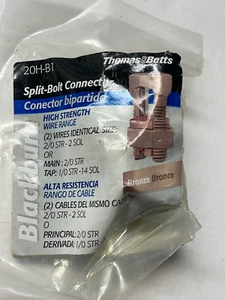 20H-B1
Thomas&Betts
Split-Bolt Connect
Conector bipartido
BlackBurn
HIGH STRENGTH
WIRE RANGE
(2) WIRES IDENTICAL SIZE:
2/0 STR - 2 SOL
OR
MAIN: 2/0 STR
TAP: 1/0 STR-14 SOL
Bronze Bronce
ALTA RESISTENCIA
RANGO DE CABLE
(2) CABLES DEL MISMO CA
2/0 STR - 2 SOL
O
PRINCIPAL: 2/0 STR
DERIVADA: 1/0 STR